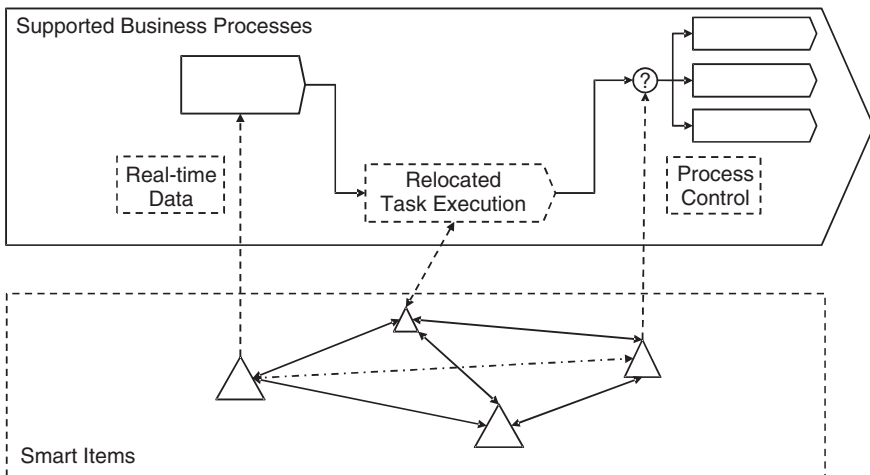 Supported Business Processes
?
Real-time
Data
Relocated
Task Execution
Process
Control
Smart Items